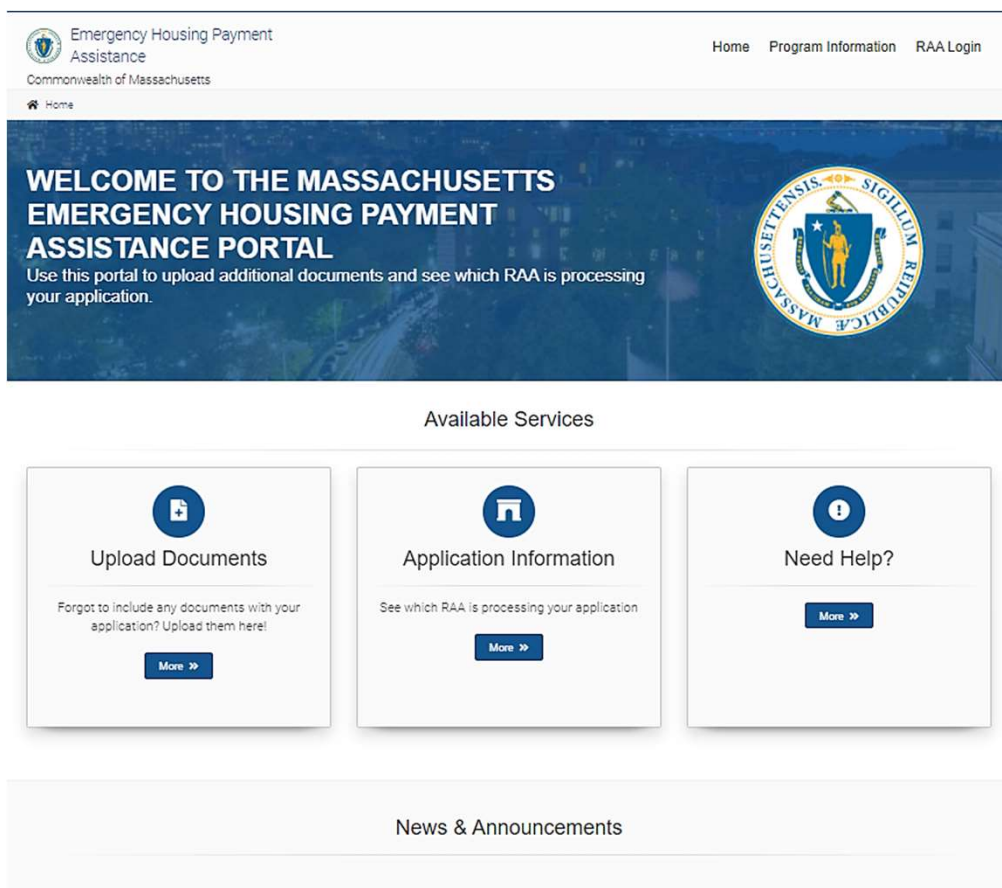 Emergency Housing Payment
Assistance
Commonwealth of Massachusetts
Home Program Information RAA Login
Home
WELCOME TO THE MASSACHUSETTS
EMERGENCY HOUSING PAYMENT
ASSISTANCE PORTAL
Use this portal to upload additional documents and see which RAA is processing
your application.
SIGILLUM REIPUBLICÆ MASSACHUSETTENSIS.
Available Services
Upload Documents
Forgot to include any documents with your
application? Upload them here!
More »
Application Information
See which RAA is processing your application
More »
Need Help?
More »
News & Announcements